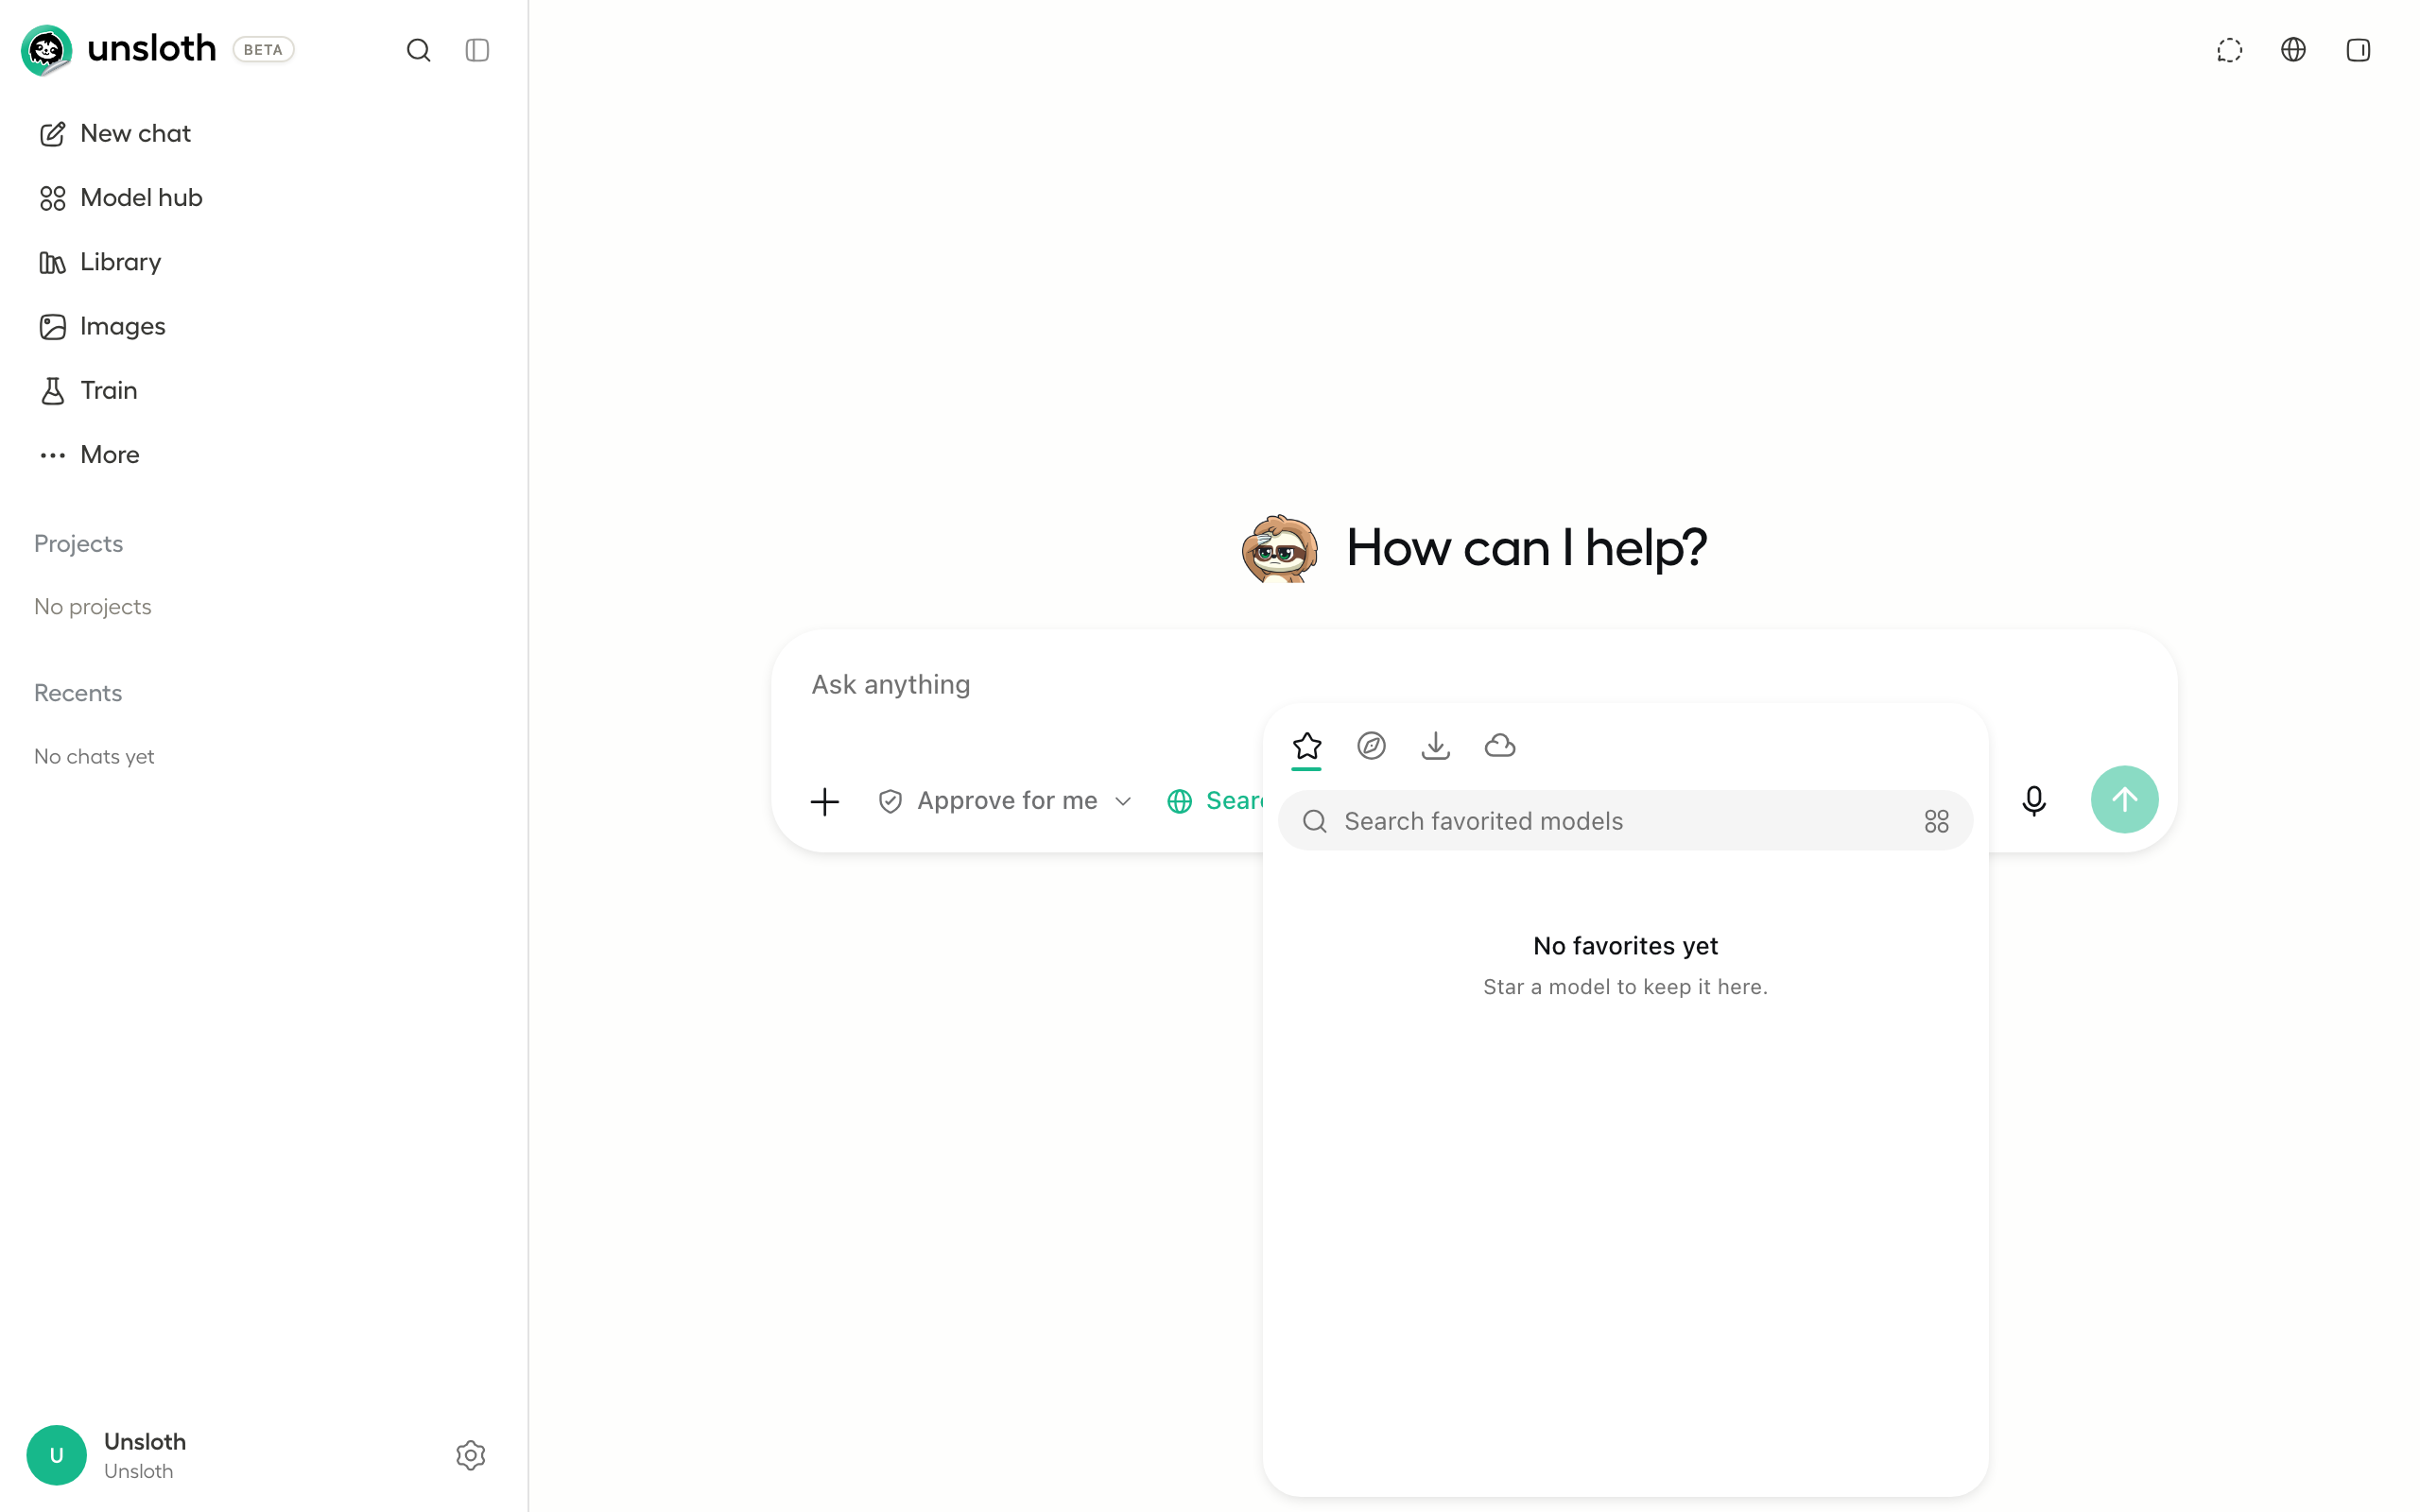 unsloth BETA
New chat
Model hub
Library
Images
Train
More
Projects
No projects
Recents
No chats yet
U
Unsloth
Unsloth
How can I help?
Ask anything
Approve for me
Sear
Search favorited models
No favorites yet
Star a model to keep it here.